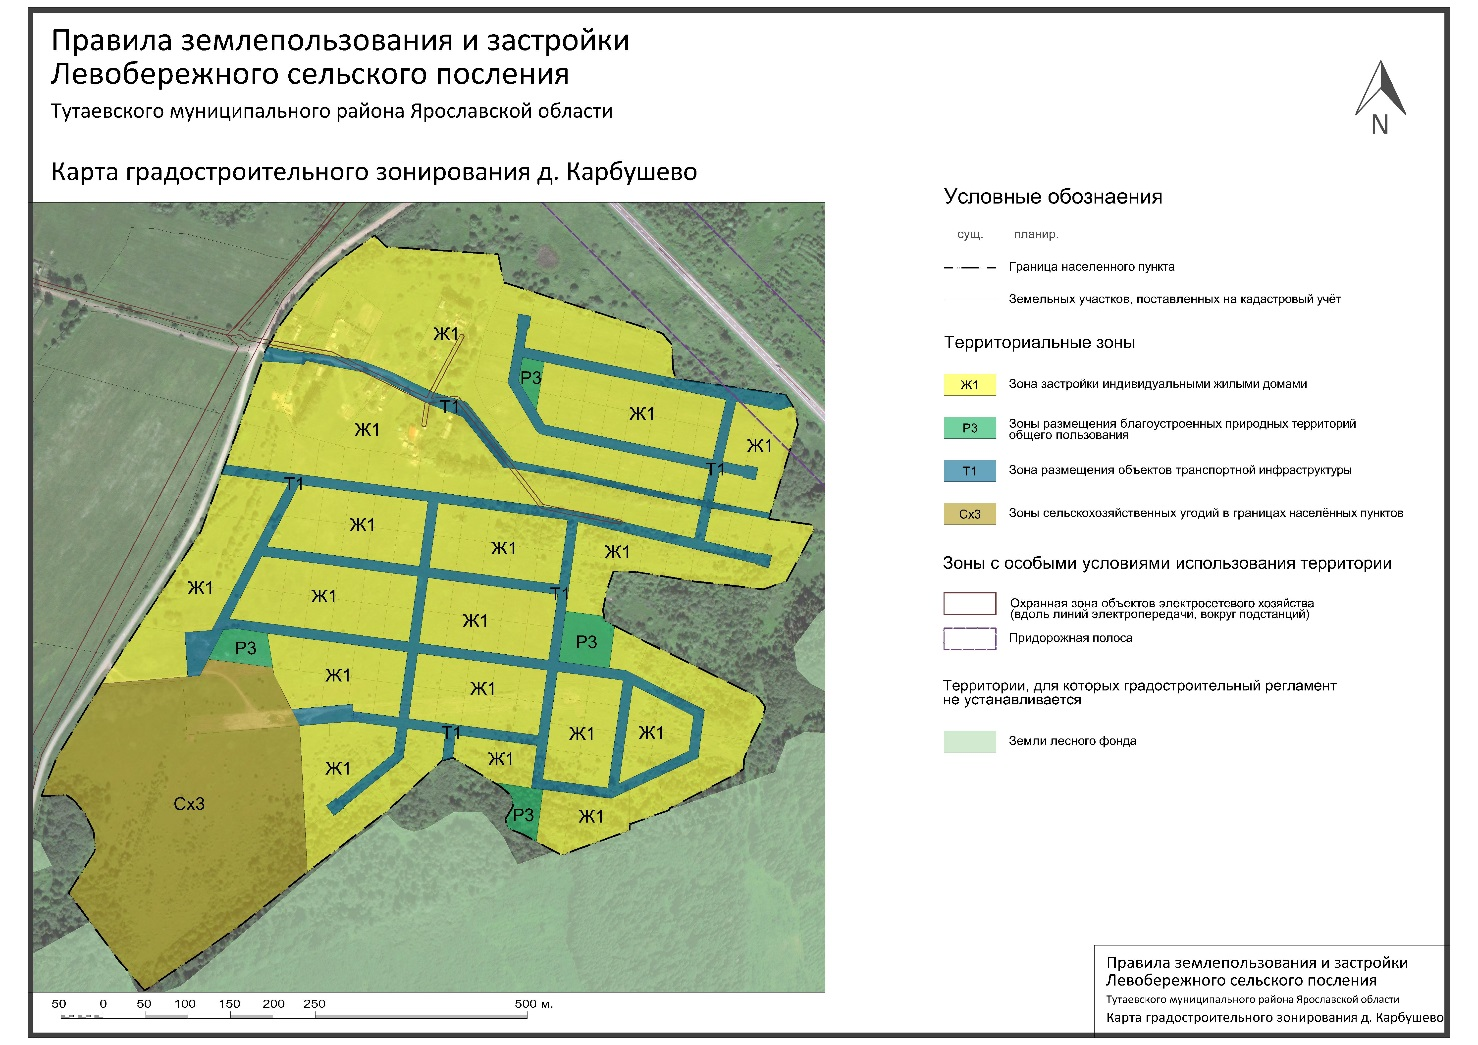 Правила землепользования и застройки
Левобережного сельского посления
Тутаевского муниципального района Ярославской области
Карта градостроительного зонирования д. Карбушево
N
Ж1
Р3
Т1
Ж1
Ж1
Ж1
Т1
Т1
Ж1
Ж1
Ж1
Ж1
Ж1
Т1
Ж1
Р3
Р3
Ж1
Ж1
Т1
Ж1
Ж1
Ж1
Ж1
Сх3
Р3
Ж1
50 0 50 100 150 200 250 500 м.
Условные обознаения
сущ. планир.
Граница населенного пункта
Земельных участков, поставленных на кадастровый учёт
Территориальные зоны
Ж1 Зона застройки индивидуальными жилыми домами
Р3 Зоны размещения благоустроенных природных территорий
общего пользования
Т1 Зона размещения объектов транспортной инфраструктуры
Сх3 Зоны сельскохозяйственных угодий в границах населённых пунктов
Зоны с особыми условиями использования территории
Охранная зона объектов электросетевого хозяйства
(вдоль линий электропередачи, вокруг подстанций)
Придорожная полоса
Территории, для которых градостроительный регламент
не устанавливается
Земли лесного фонда
Правила землепользования и застройки
Левобережного сельского посления
Тутаевского муниципального района Ярославской области
Карта градостроительного зонирования д. Карбушево